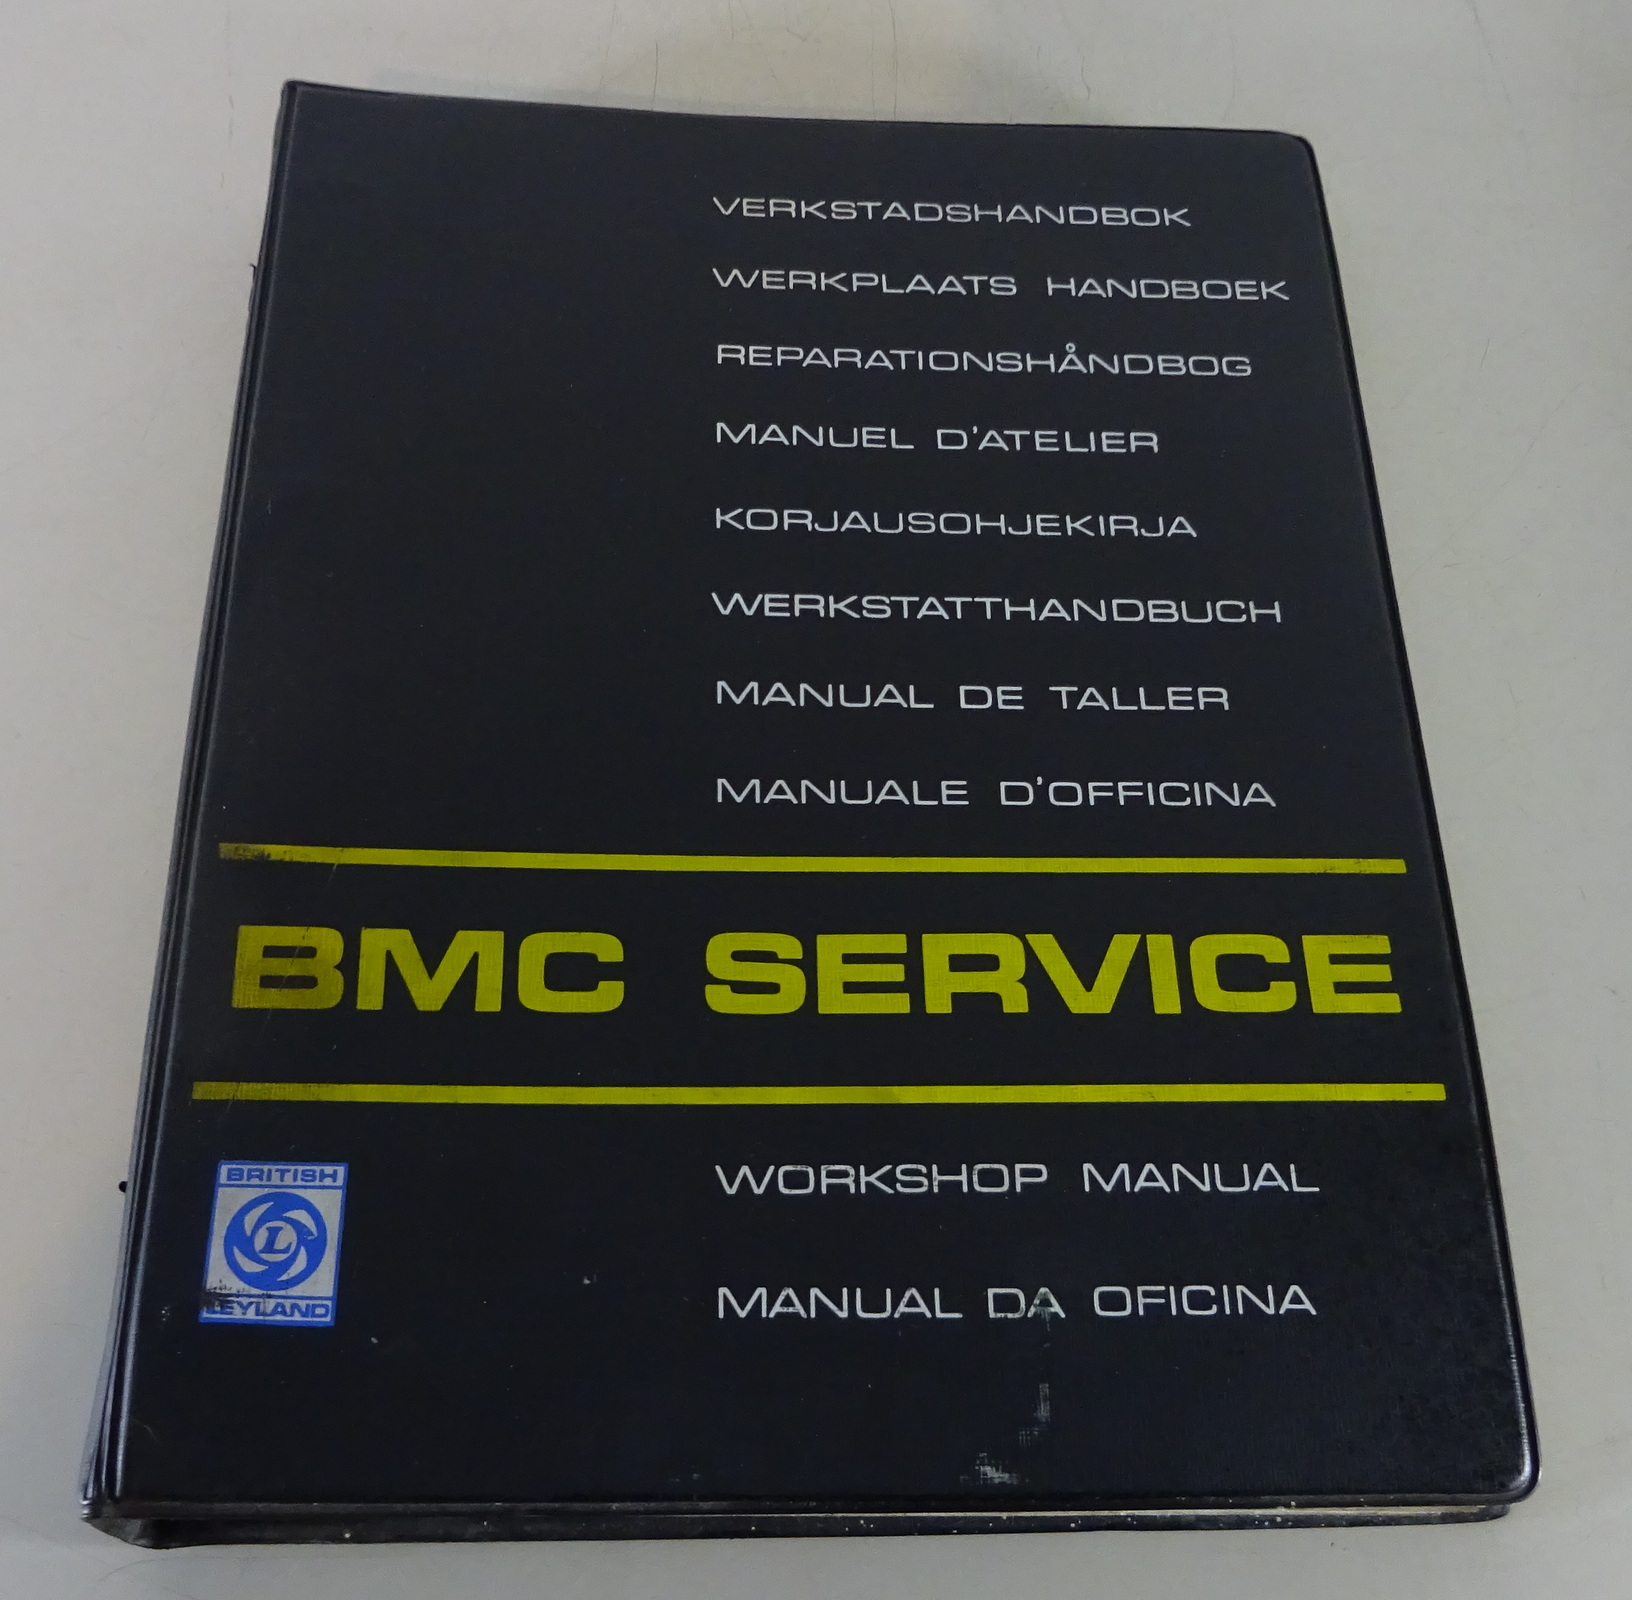 VERKSTADSHANDBOK
WERKPLAATS HANDBOEK
REPARATIONSHÅNDBOG
MANUEL D'ATELIER
KORJAUSOHJEKIRJA
WERKSTATTHANDBUCH
MANUAL DE TALLER
MANUALE D'OFFICINA
BMC SERVICE
BRITISH
L
LEYLAND
WORKSHOP MANUAL
MANUAL DA OFICINA